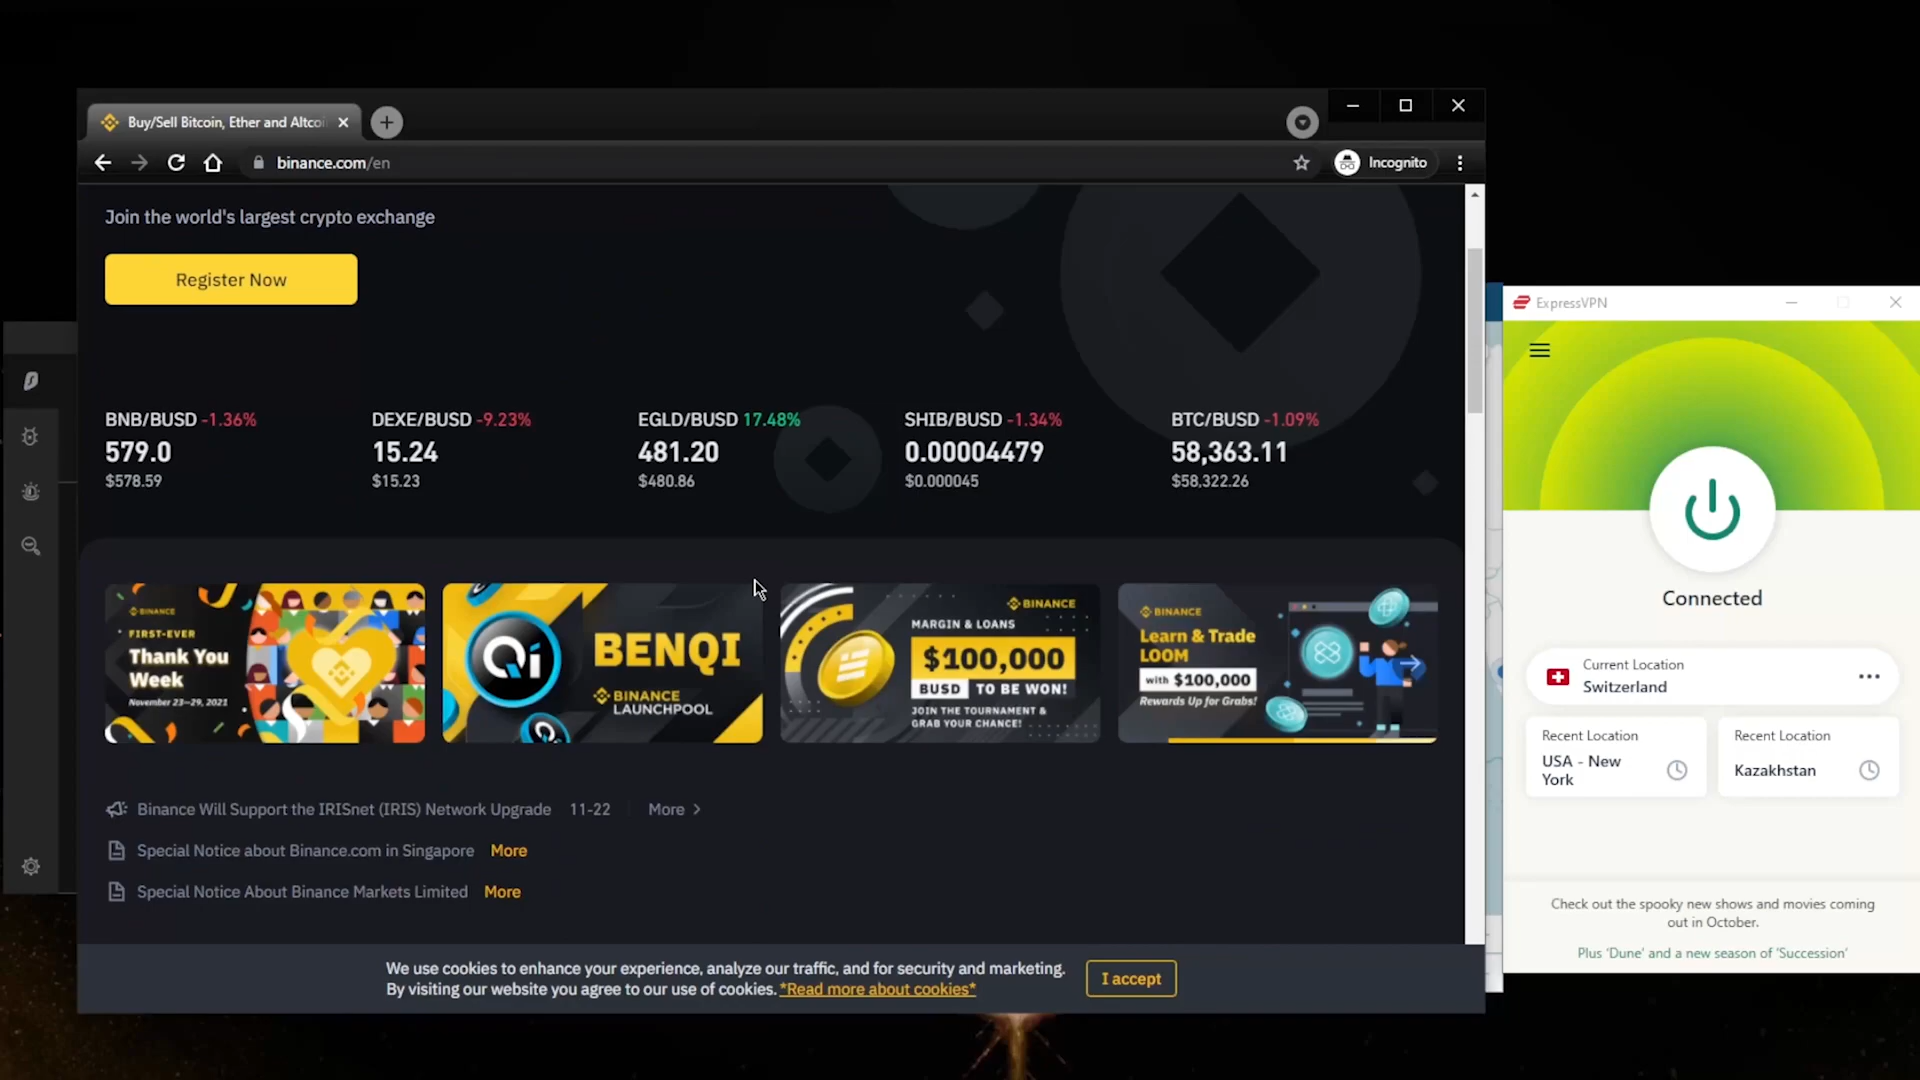 Buy/Sell Bitcoin, Ether and Altcoi
binance.com/en
Incognito
Join the world's largest crypto exchange
Register Now
BNB/BUSD -1.36%
579.0
$578.59
DEXE/BUSD -9.23%
15.24
$15.23
EGLD/BUSD 17.48%
481.20
$480.86
SHIB/BUSD -1.34%
0.00004479
$0.000045
BTC/BUSD -1.09%
58,363.11
$58,322.26
BINANCE
FIRST-EVER
Thank You
Week
November 23–29, 2021
Qi
BENQI
BINANCE
LAUNCHPOOL
BINANCE
MARGIN & LOANS
$100,000
BUSD TO BE WON!
JOIN THE TOURNAMENT &
GRAB YOUR CHANCE!
BINANCE
Learn & Trade
LOOM
with $100,000
Rewards Up for Grabs!
Binance Will Support the IRISnet (IRIS) Network Upgrade 11-22 More
Special Notice about Binance.com in Singapore More
Special Notice About Binance Markets Limited More
We use cookies to enhance your experience, analyze our traffic, and for security and marketing.
By visiting our website you agree to our use of cookies. *Read more about cookies*
I accept
ExpressVPN
Connected
Current Location
Switzerland
Recent Location
USA - New
York
Recent Location
Kazakhstan
Check out the spooky new shows and movies coming
out in October.
Plus 'Dune' and a new season of 'Succession'